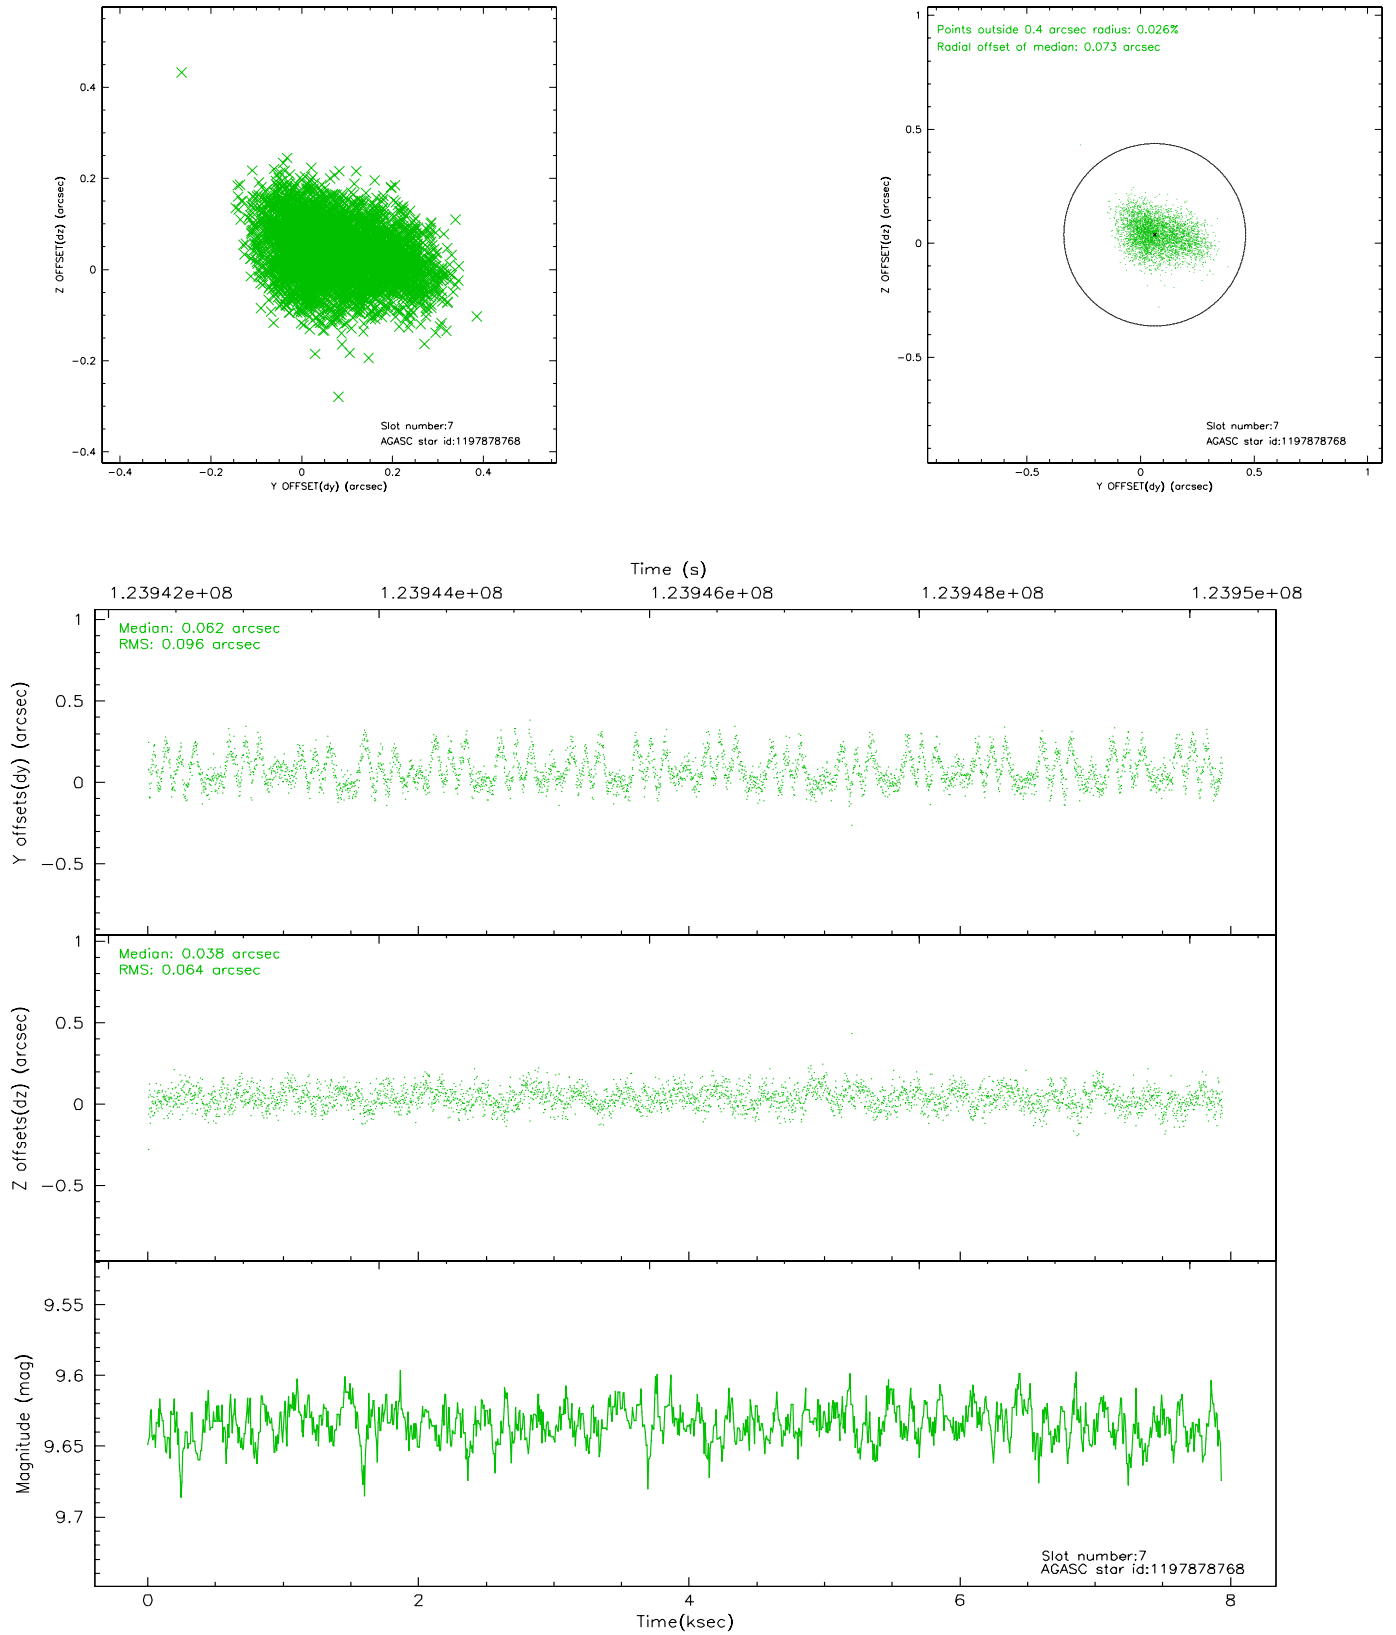 0.4
0.2
0
−0.2
−0.4
Z OFFSET(dz) (arcsec)
Slot number:7
AGASC star id:1197878768
−0.4 −0.2 0 0.2 0.4
Y OFFSET(dy) (arcsec)
Points outside 0.4 arcsec radius: 0.026%
Radial offset of median: 0.073 arcsec
1
0.5
0
−0.5
Z OFFSET(dz) (arcsec)
Slot number:7
AGASC star id:1197878768
−0.5 0 0.5 1
Y OFFSET(dy) (arcsec)
Time (s)
1.23942e+08 1.23944e+08 1.23946e+08 1.23948e+08 1.2395e+08
Median: 0.062 arcsec
RMS: 0.096 arcsec
1
0.5
0
−0.5
Y offsets(dy) (arcsec)
Median: 0.038 arcsec
RMS: 0.064 arcsec
1
0.5
0
−0.5
Z offsets(dz) (arcsec)
9.55
9.6
9.65
9.7
Magnitude (mag)
Slot number:7
AGASC star id:1197878768
0 2 4 6 8
Time(ksec)